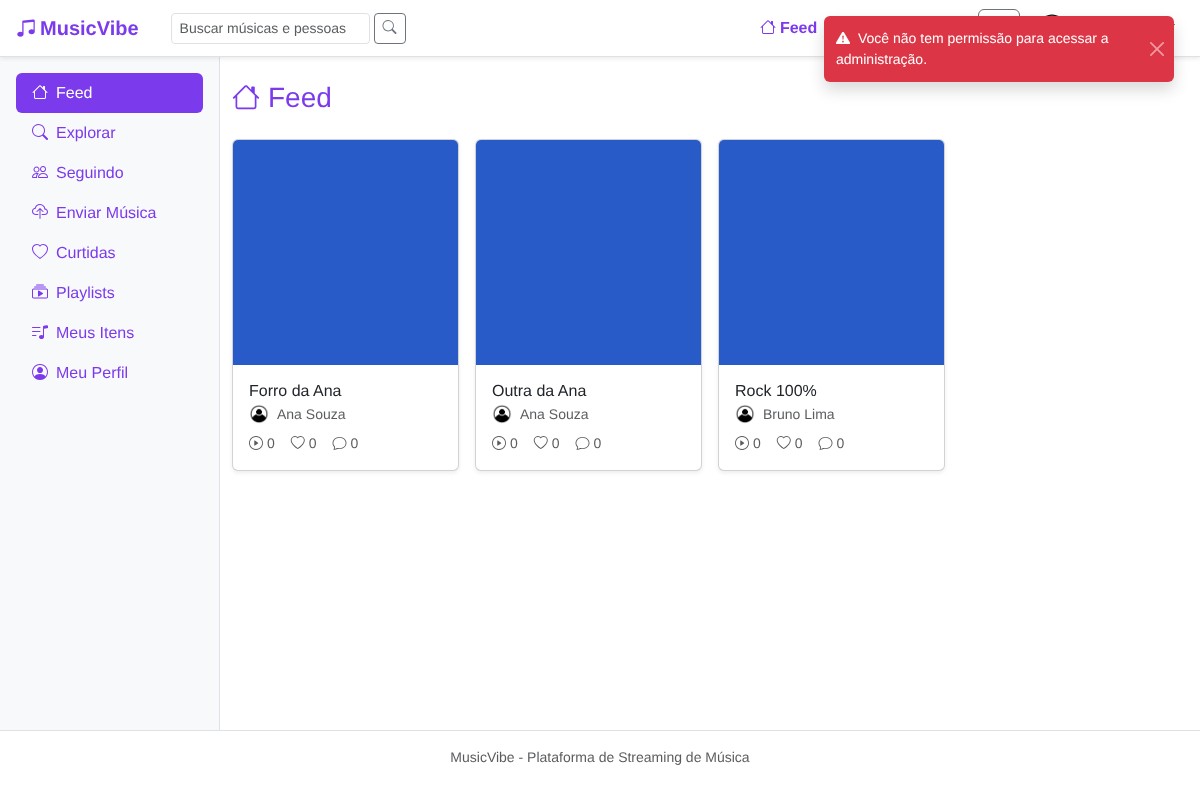 MusicVibe
Buscar músicas e pessoas
Feed
Você não tem permissão para acessar a
administração.
Feed
Explorar
Seguindo
Enviar Música
Curtidas
Playlists
Meus Itens
Meu Perfil
Feed
Forro da Ana
Ana Souza
0 0 0
Outra da Ana
Ana Souza
0 0 0
Rock 100%
Bruno Lima
0 0 0
MusicVibe - Plataforma de Streaming de Música